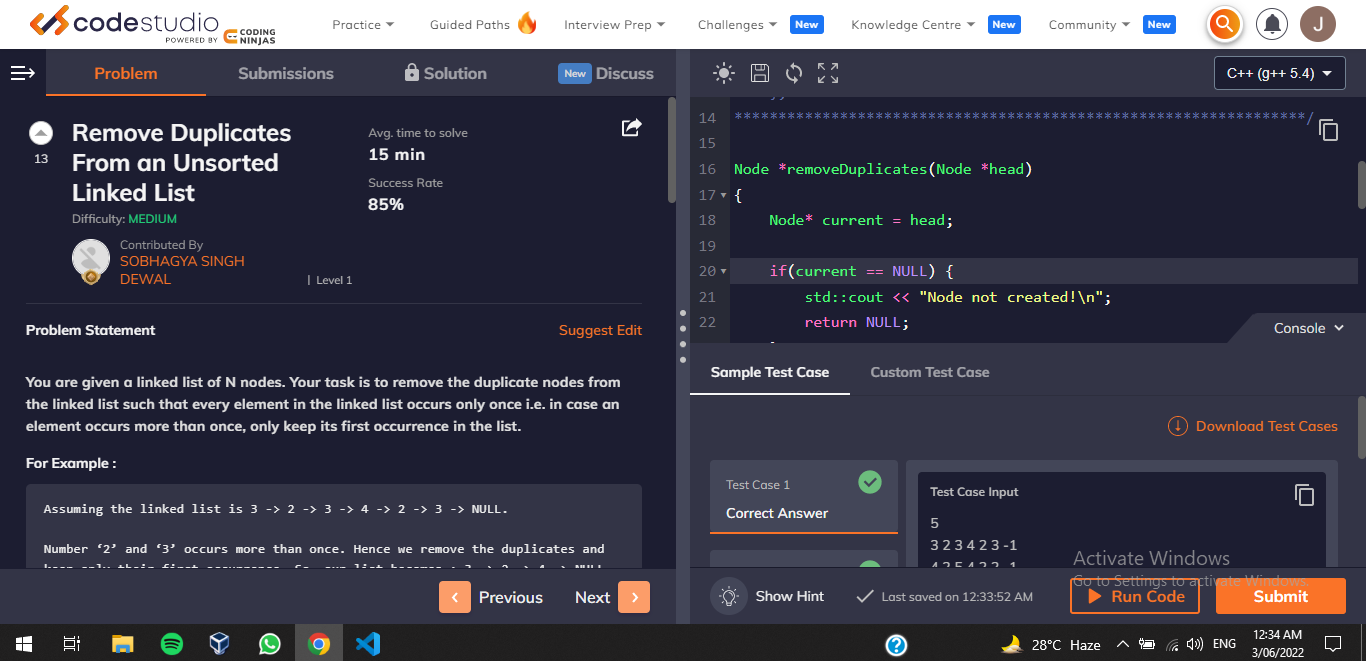 codestudio
POWERED BY CODING NINJAS
Practice
Guided Paths
Interview Prep
Challenges New
Knowledge Centre New
Community New
J
Problem
Submissions
Solution
New Discuss
C++ (g++ 5.4)
13
Remove Duplicates
From an Unsorted
Linked List
Difficulty: MEDIUM
Avg. time to solve
15 min
Success Rate
85%
Contributed By
SOBHAGYA SINGH
DEWAL
| Level 1
Problem Statement
Suggest Edit
You are given a linked list of N nodes. Your task is to remove the duplicate nodes from
the linked list such that every element in the linked list occurs only once i.e. in case an
element occurs more than once, only keep its first occurrence in the list.
For Example :
Assuming the linked list is 3 -> 2 -> 3 -> 4 -> 2 -> 3 -> NULL.
Number ‘2’ and ‘3’ occurs more than once. Hence we remove the duplicates and
Previous
Next
14 *****************************************************************/
15
16 Node *removeDuplicates(Node *head)
17 {
18 Node* current = head;
19
20 if(current == NULL) {
21 std::cout << "Node not created!\n";
22 return NULL;
Console
Sample Test Case
Custom Test Case
Download Test Cases
Test Case 1
Correct Answer
Test Case Input
5
3 2 3 4 2 3 -1
Activate Windows
Go to Settings to activate Windows.
Show Hint
Last saved on 12:33:52 AM
Run Code
Submit
28°C Haze
ENG
12:34 AM
3/06/2022